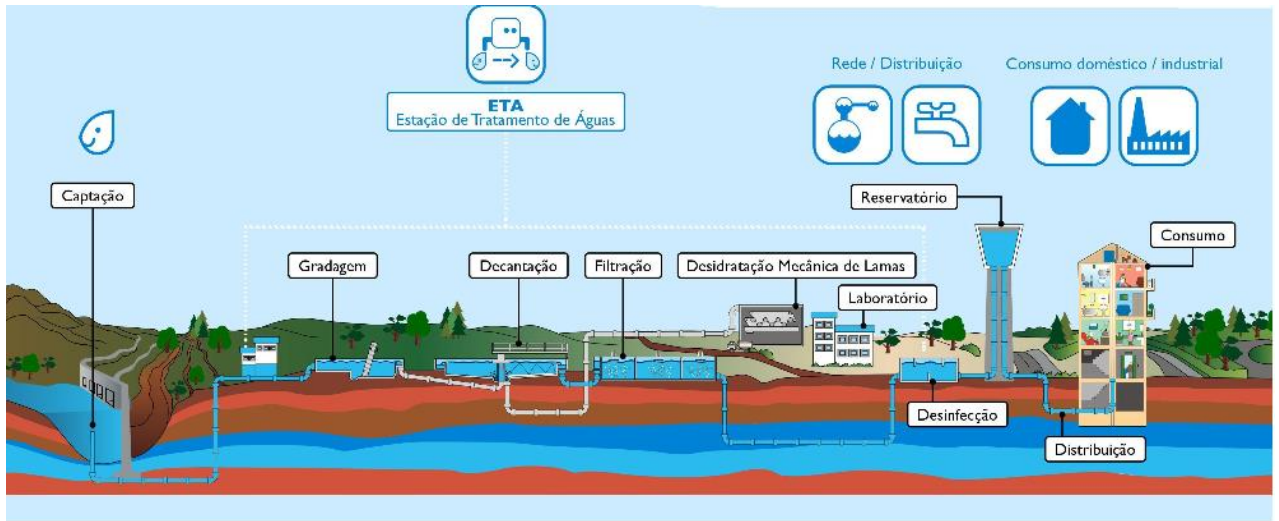 ETA
Estação de Tratamento de Águas
Rede / Distribuição
Consumo doméstico / industrial
Captação
Reservatório
Consumo
Gradagem
Decantação
Filtração
Desidratação Mecânica de Lamas
Laboratório
Desinfecção
Distribuição